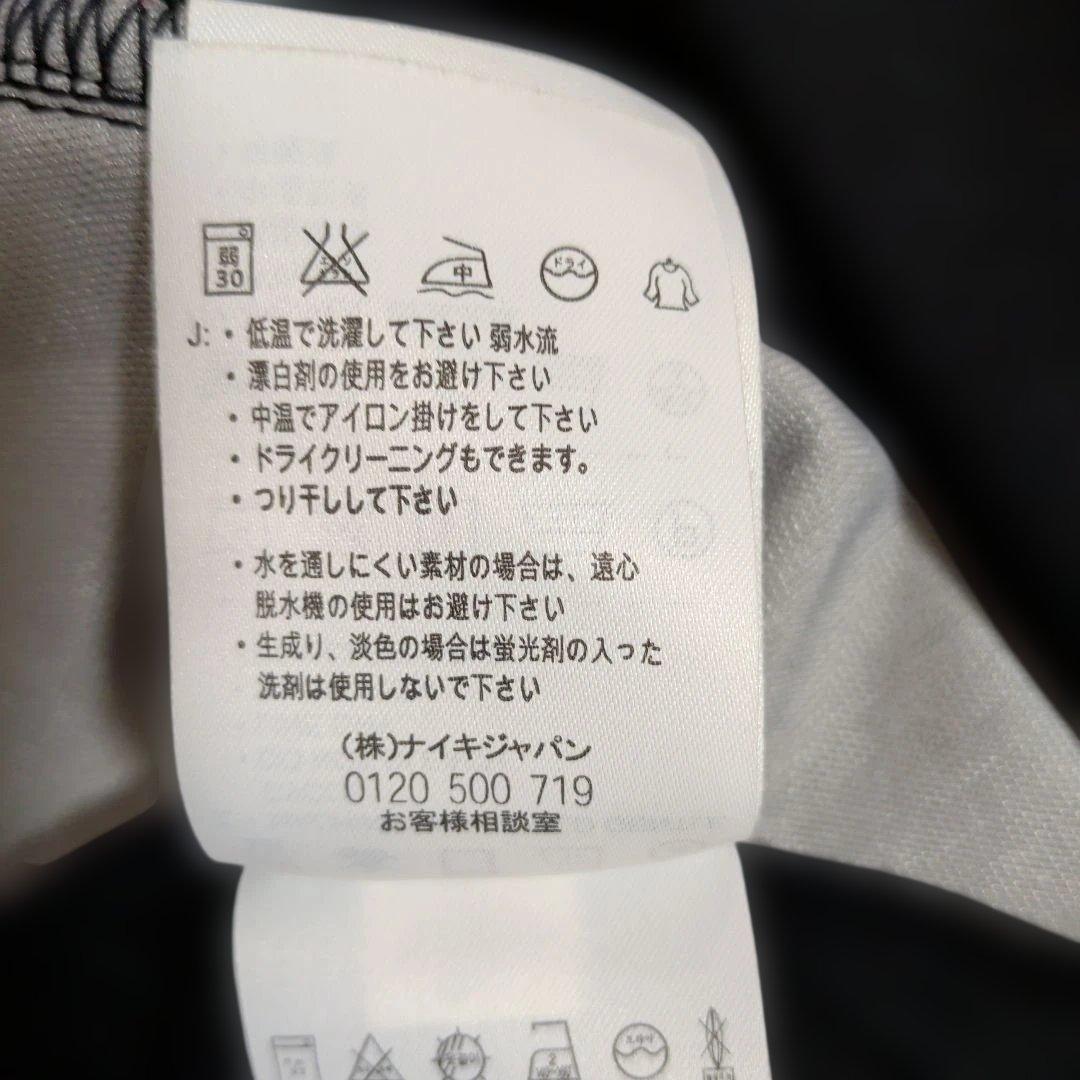 弱
30
中
ドライ
J: ・ 低温で洗濯して下さい 弱水流
・ 漂白剤の使用をお避け下さい
・ 中温でアイロン掛けをして下さい
・ ドライクリーニングもできます。
・ つり干しして下さい
・ 水を通しにくい素材の場合は、遠心
脱水機の使用はお避け下さい
・ 生成り、淡色の場合は蛍光剤の入った
洗剤は使用しないで下さい
(株)ナイキジャパン
0120 500 719
お客様相談室
2
드라이